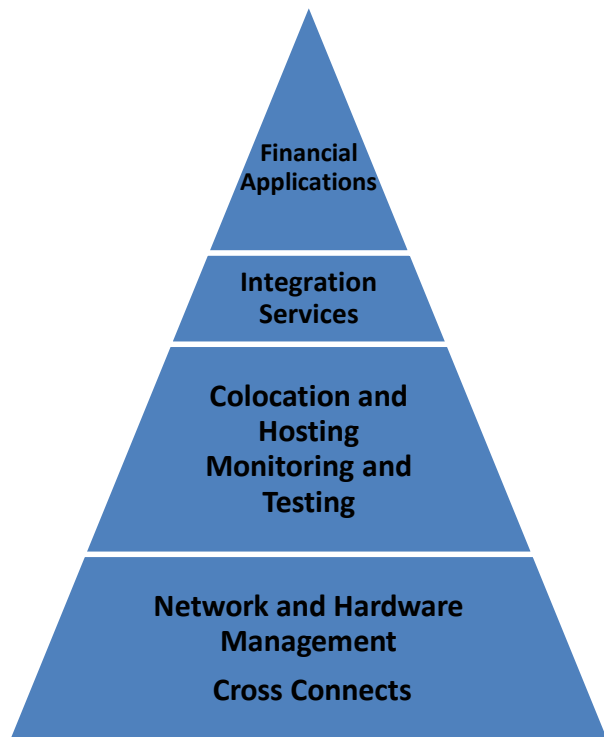 Financial
Applications
Integration
Services
Colocation and
Hosting
Monitoring and
Testing
Network and Hardware
Management
Cross Connects